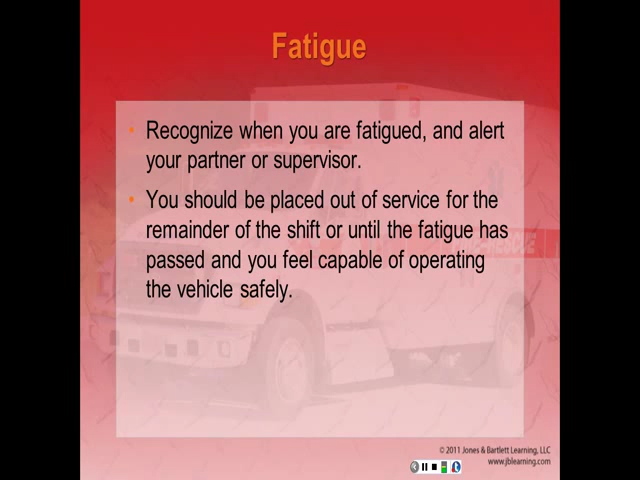 Fatigue
• Recognize when you are fatigued, and alert
your partner or supervisor.
• You should be placed out of service for the
remainder of the shift or until the fatigue has
passed and you feel capable of operating
the vehicle safely.
© 2011 Jones & Bartlett Learning, LLC
www.jblearning.com